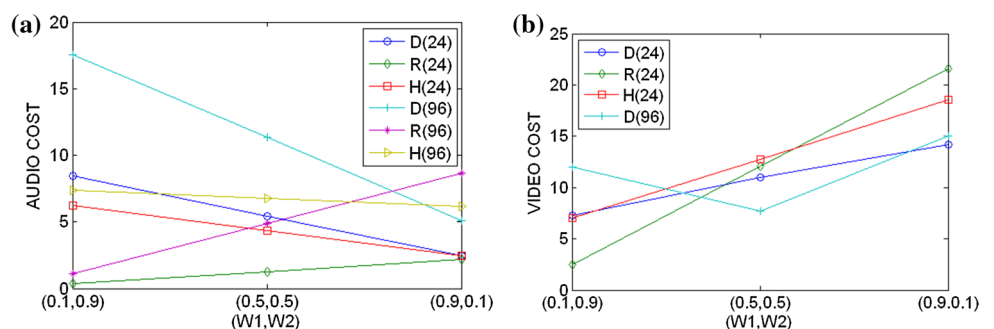 (a)
AUDIO COST
20
15
10
5
0
D(24)
R(24)
H(24)
D(96)
R(96)
H(96)
(0.1,0.9)
(0.5,0.5)
(0.9,0.1)
(W1,W2)
(b)
VIDEO COST
25
20
15
10
5
0
D(24)
R(24)
H(24)
D(96)
(0.1,0.9)
(0.5,0.5)
(0.9.0.1)
(W1,W2)